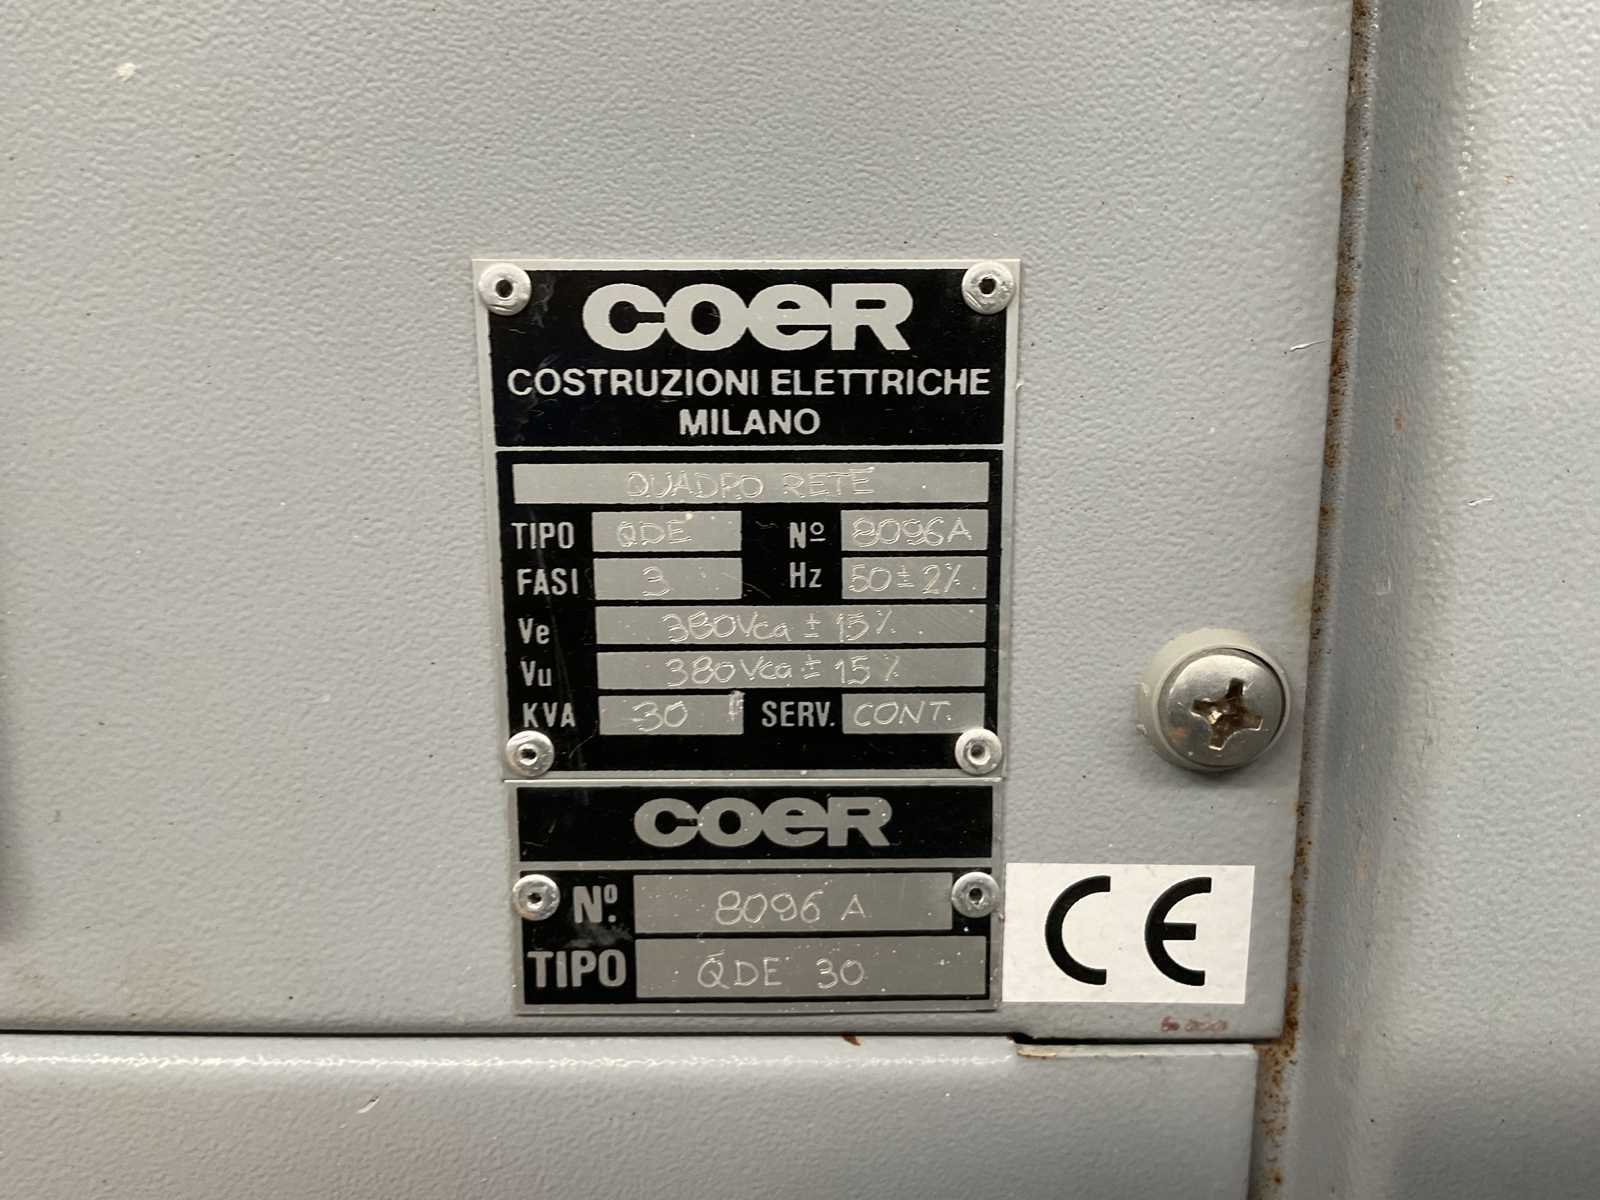 COER
COSTRUZIONI ELETTRICHE
MILANO
QUADRO RETE
TIPO QDE Nº 8096A
FASI 3 Hz 50 ± 2%
Ve 380Vca ± 15%
Vu 380Vca ± 15%
KVA 30 SERV. CONT.
COER
Nº. 8096 A
TIPO QDE 30
CE